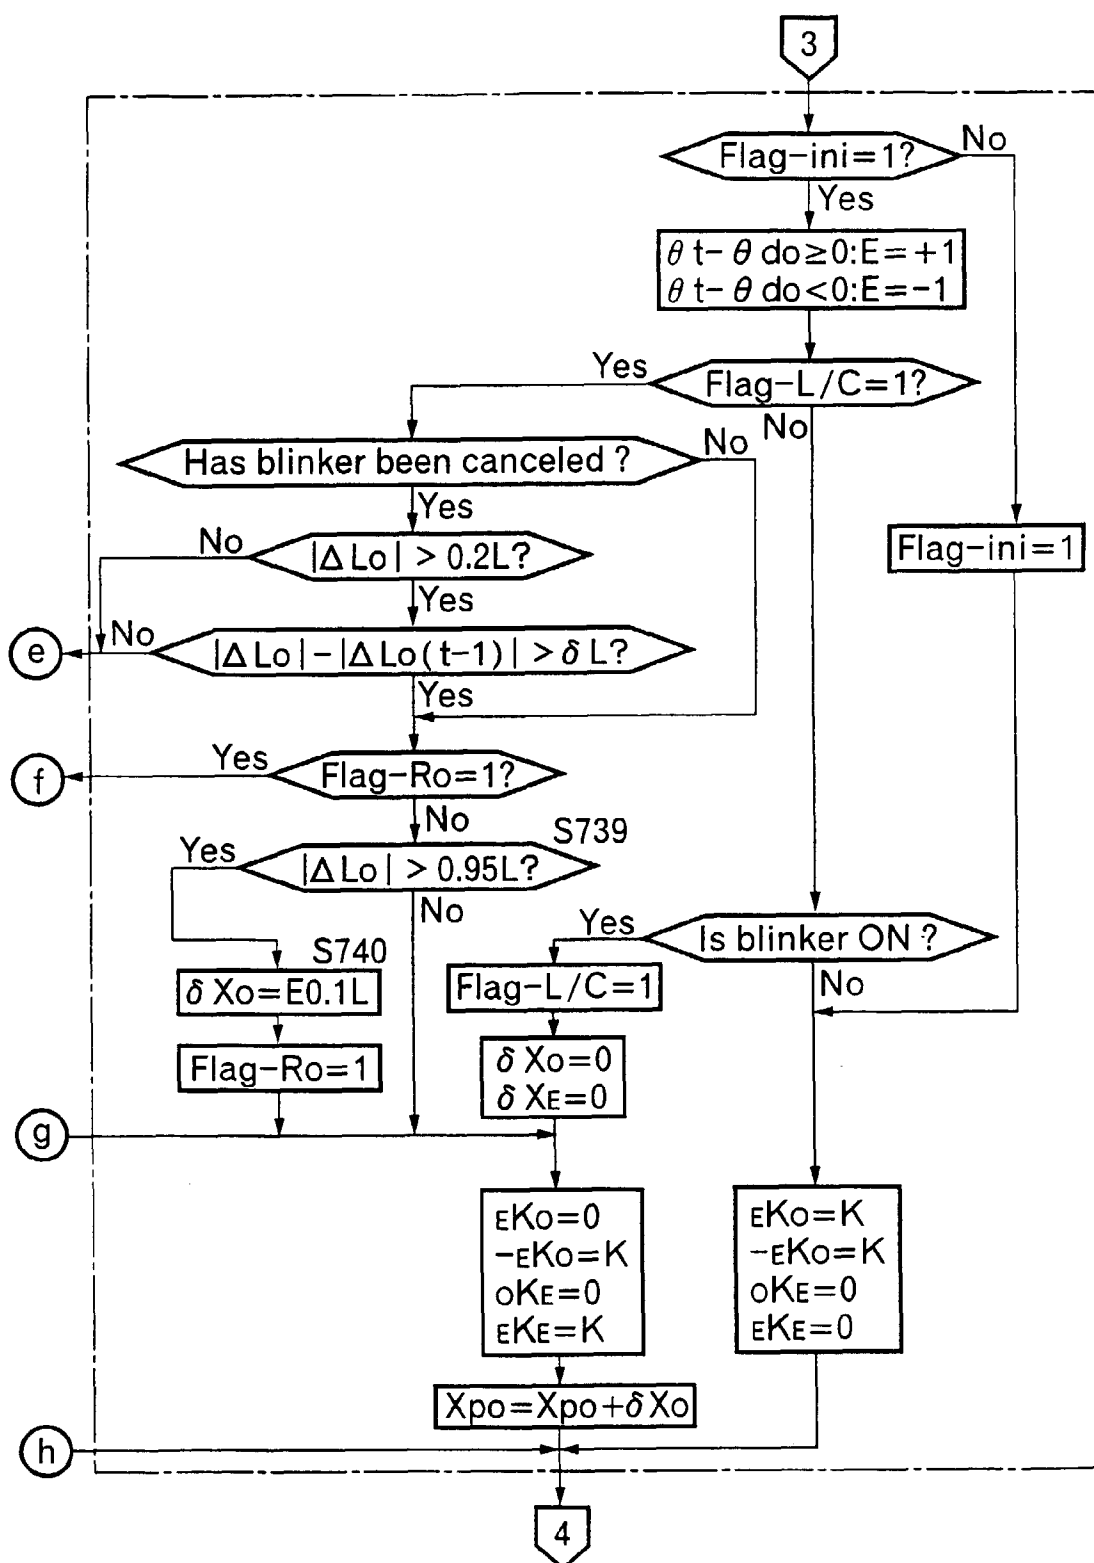 3
Flag-ini=1?
No
Yes
θt-θdo≥0:E=+1
θt-θdo<0:E=-1
Yes
Flag-L/C=1?
No
Has blinker been canceled?
No
Yes
No
|ΔLo| > 0.2L?
Flag-ini=1
Yes
e
No
|ΔLo|-|ΔLo(t-1)| > δL?
Yes
f
Yes
Flag-Ro=1?
No
S739
Yes
|ΔLo| > 0.95L?
No
Yes
Is blinker ON?
No
S740
δXo=E0.1L
Flag-L/C=1
Flag-Ro=1
δXo=0
δXE=0
g
EKo=0
-EKo=K
oKE=0
EKE=K
EKo=K
-EKo=K
oKE=0
EKE=0
Xpo=Xpo+δXo
h
4